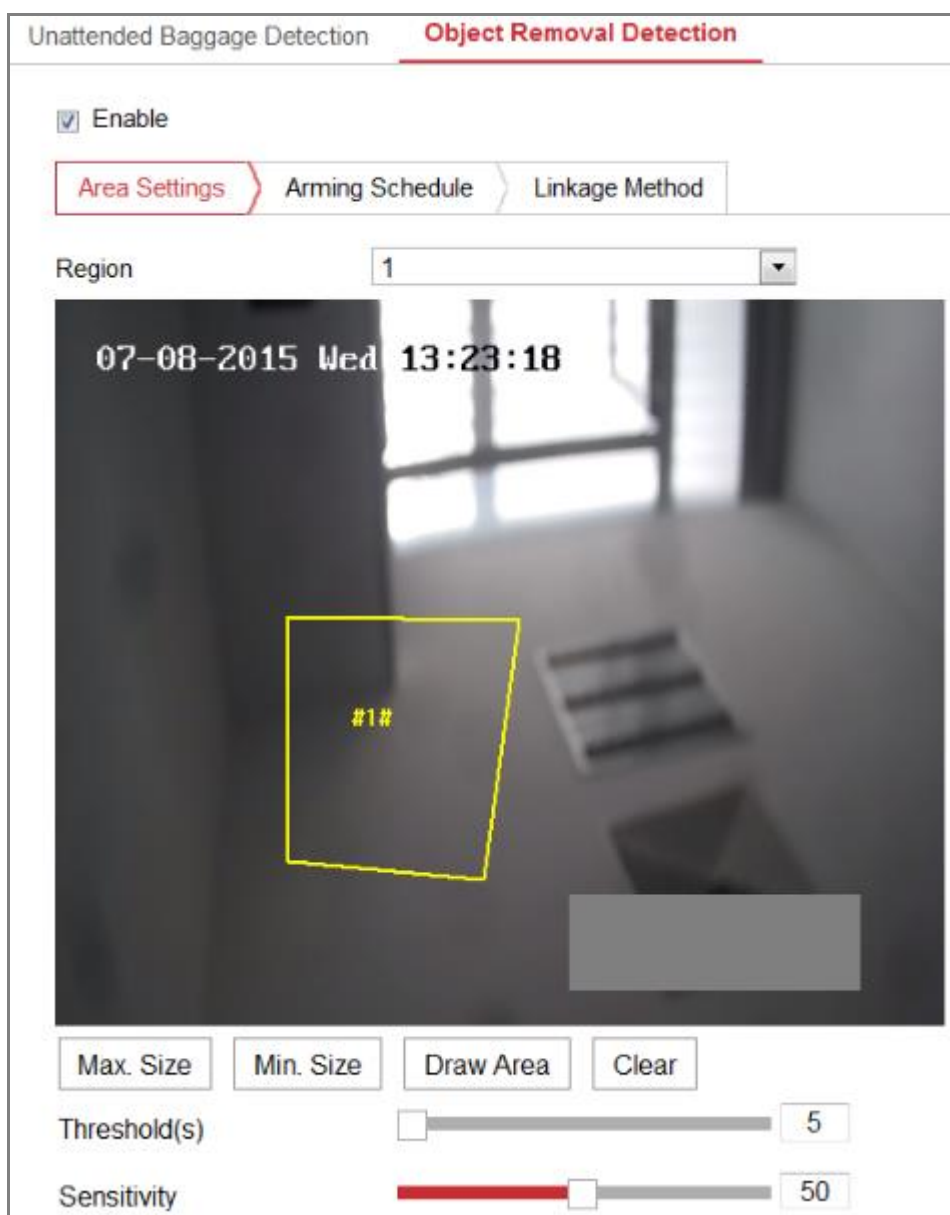 Unattended Baggage Detection Object Removal Detection
Enable
Area Settings Arming Schedule Linkage Method
Region 1
07-08-2015 Wed 13:23:18
#1#
Max. Size Min. Size Draw Area Clear
Threshold(s) 5
Sensitivity 50